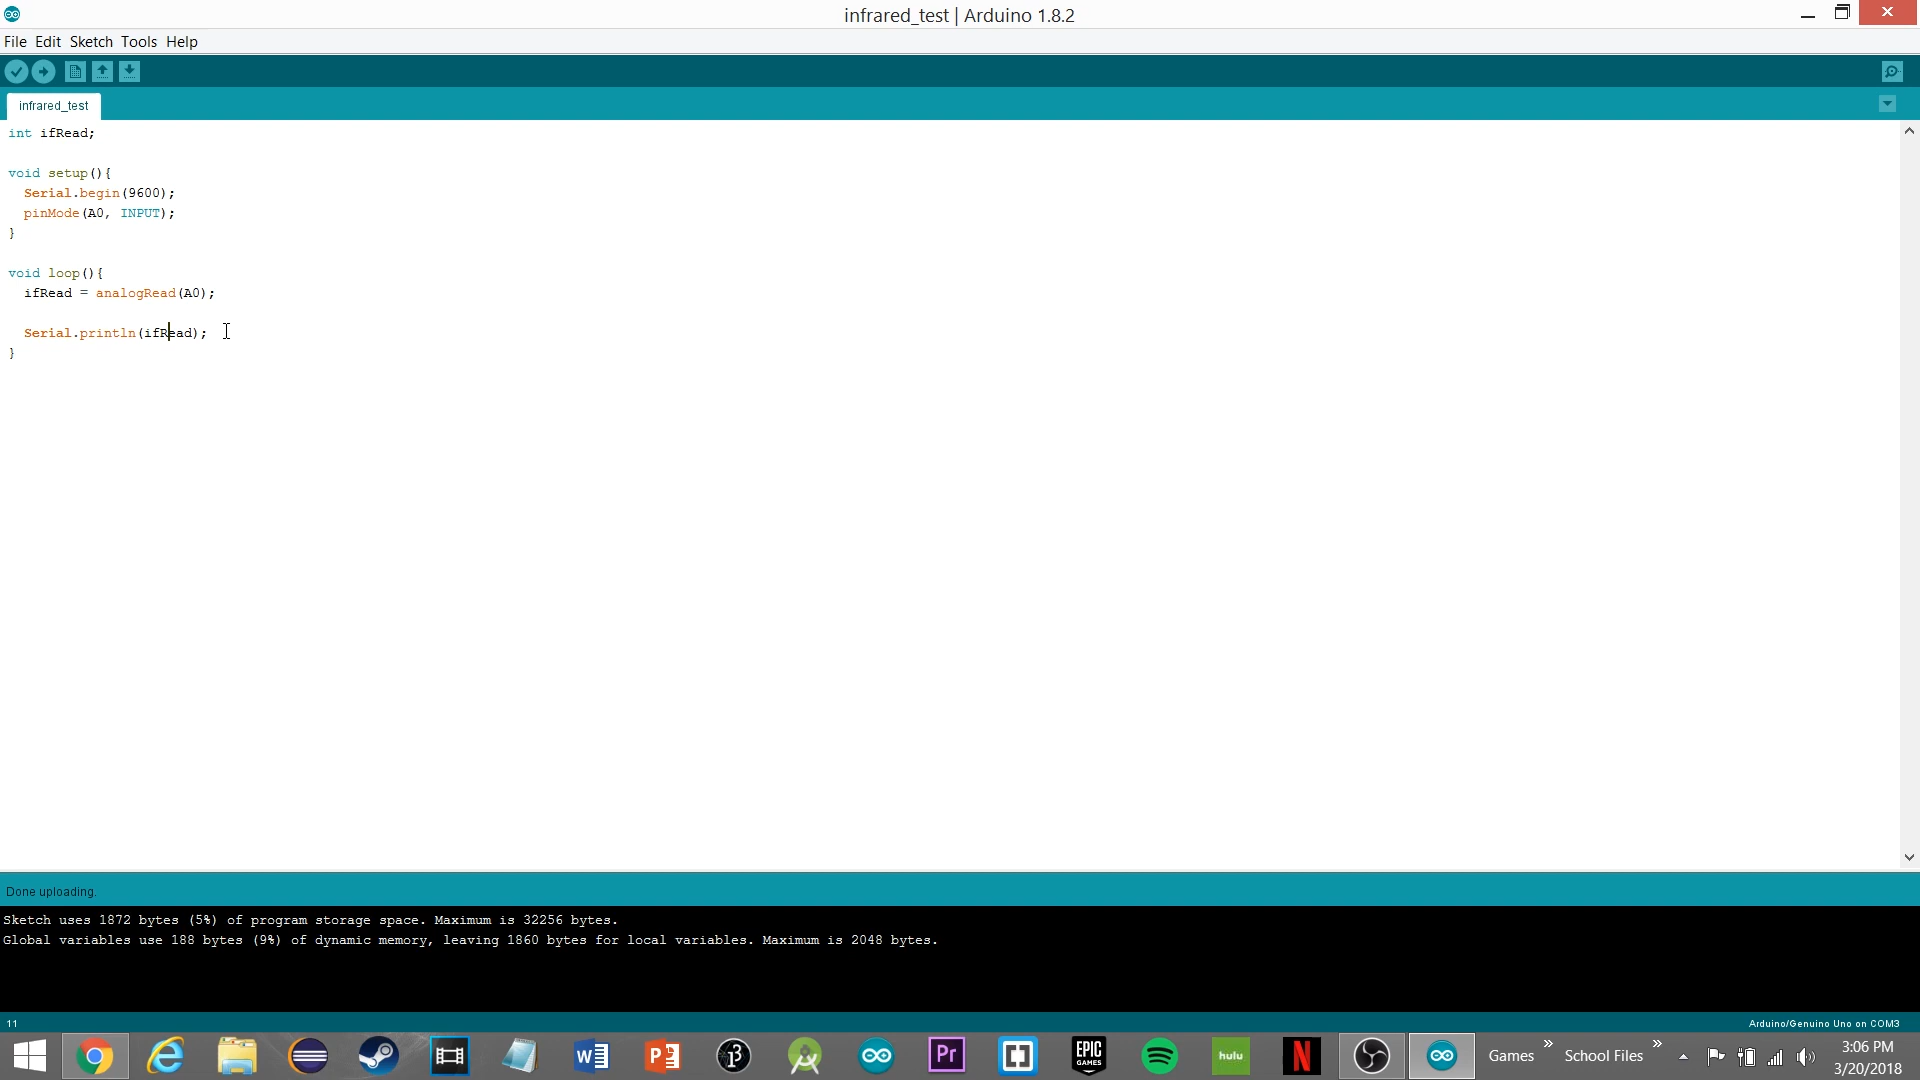 infrared_test | Arduino 1.8.2
File Edit Sketch Tools Help
infrared_test
int ifRead;
void setup(){
Serial.begin(9600);
pinMode(A0, INPUT);
}
void loop(){
ifRead = analogRead(A0);
Serial.println(ifRead);
}
Done uploading.
Sketch uses 1872 bytes (5%) of program storage space. Maximum is 32256 bytes.
Global variables use 188 bytes (9%) of dynamic memory, leaving 1860 bytes for local variables. Maximum is 2048 bytes.
11
Arduino/Genuino Uno on COM3
W
P
β
Pr
EPIC
GAMES
hulu
N
Games » School Files »
3:06 PM
3/20/2018